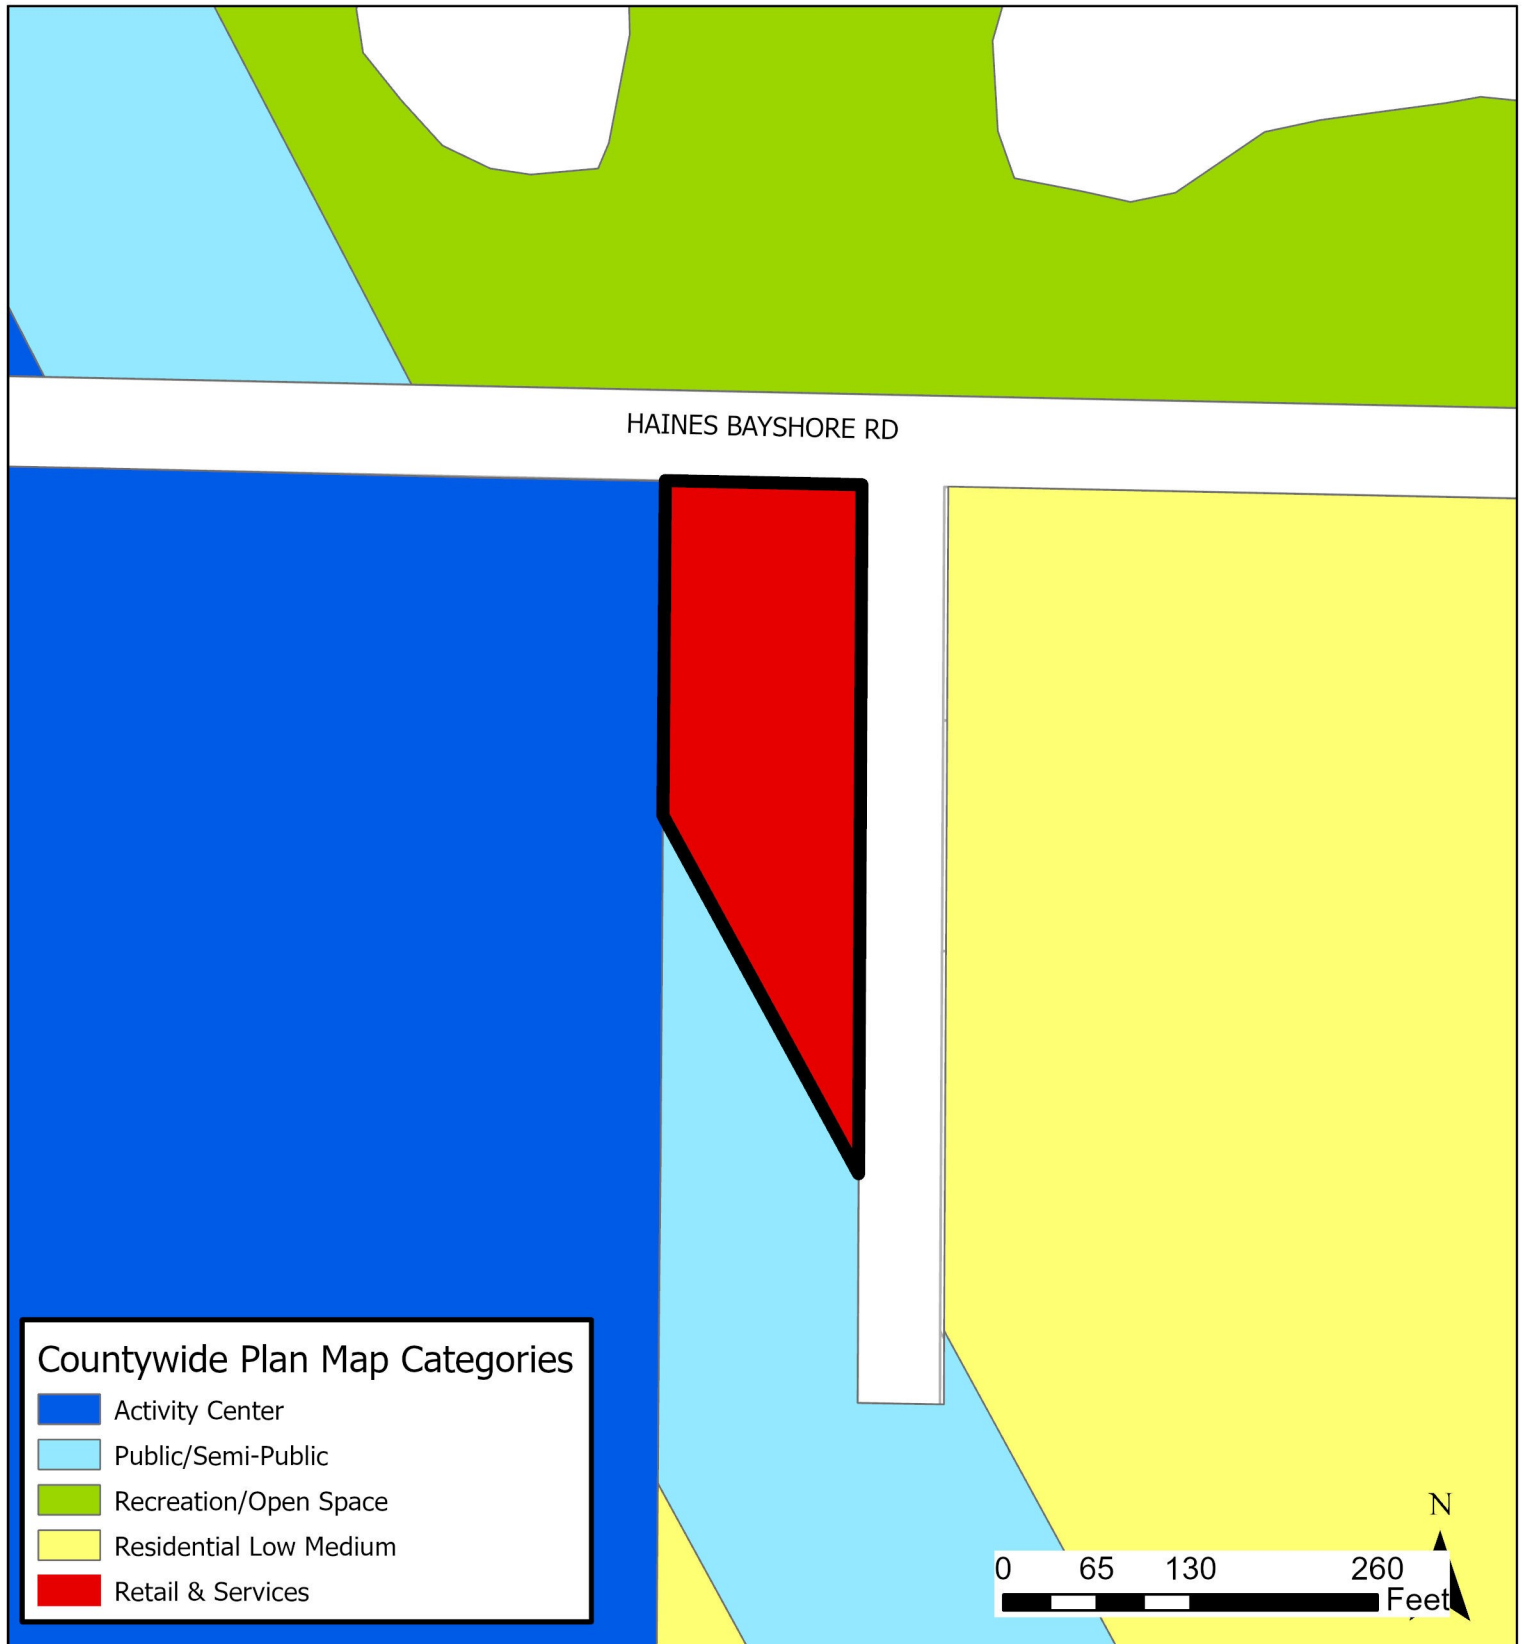 HAINES BAYSHORE RD
Countywide Plan Map Categories
Activity Center
Public/Semi-Public
Recreation/Open Space
Residential Low Medium
Retail & Services
N
0 65 130 260
Feet